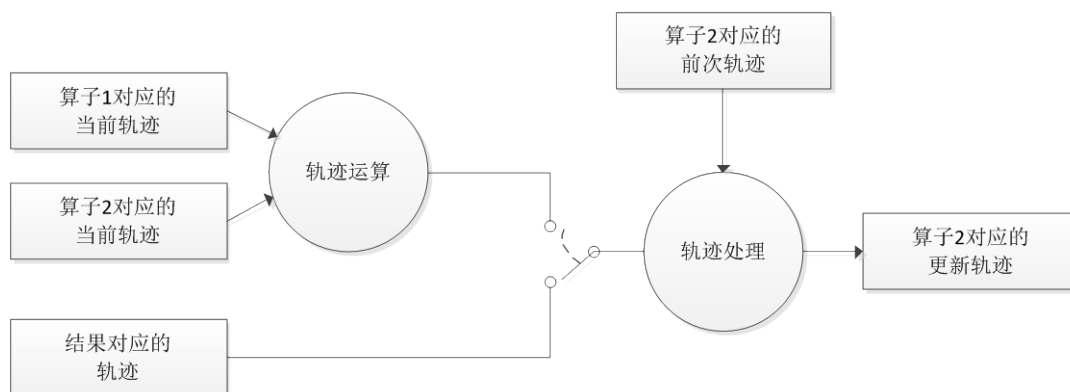 算子1对应的
当前轨迹
算子2对应的
当前轨迹
结果对应的
轨迹
轨迹运算
算子2对应的
前次轨迹
轨迹处理
算子2对应的
更新轨迹